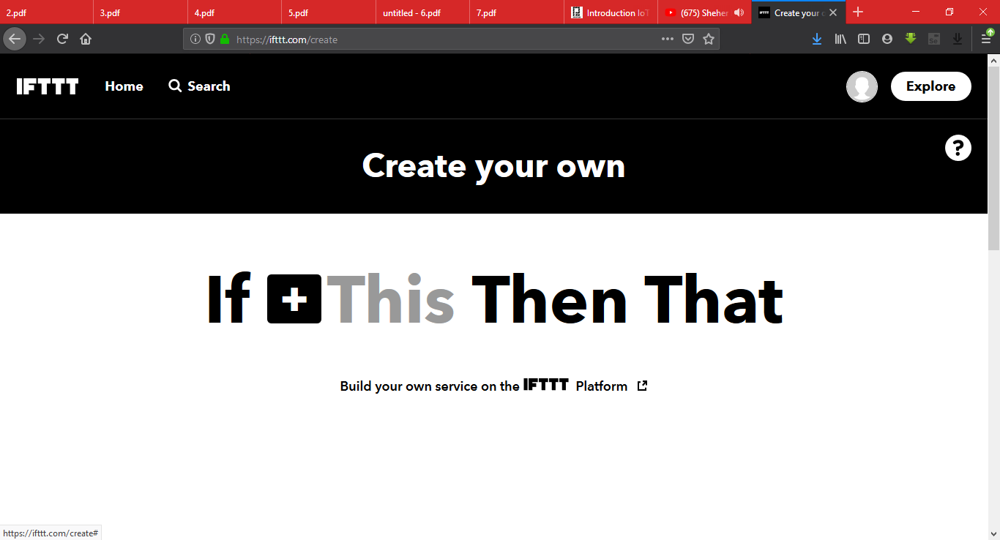 2.pdf
3.pdf
4.pdf
5.pdf
untitled - 6.pdf
7.pdf
Introduction IoT
(675) Sheher
Create your o
https://ifttt.com/create
IFTTT
Home
Search
Explore
?
Create your own
If + This Then That
Build your own service on the IFTTT Platform
https://ifttt.com/create#